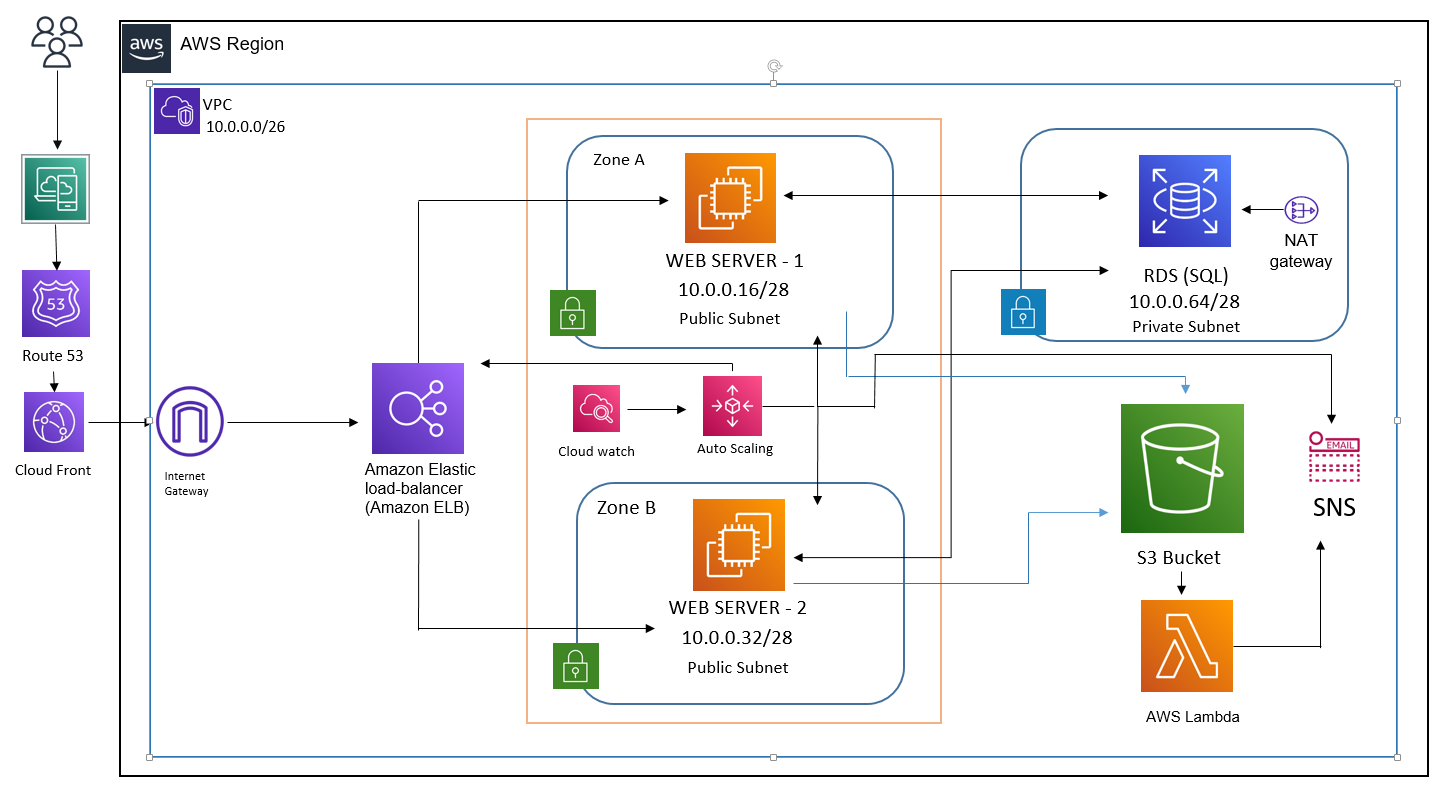 aws
AWS Region
VPC
10.0.0.0/26
Zone A
WEB SERVER - 1
10.0.0.16/28
Public Subnet
NAT
gateway
RDS (SQL)
10.0.0.64/28
Private Subnet
53
Route 53
Cloud Front
Internet
Gateway
Amazon Elastic
load-balancer
(Amazon ELB)
Cloud watch
Auto Scaling
EMAIL
SNS
Zone B
WEB SERVER - 2
10.0.0.32/28
Public Subnet
S3 Bucket
AWS Lambda